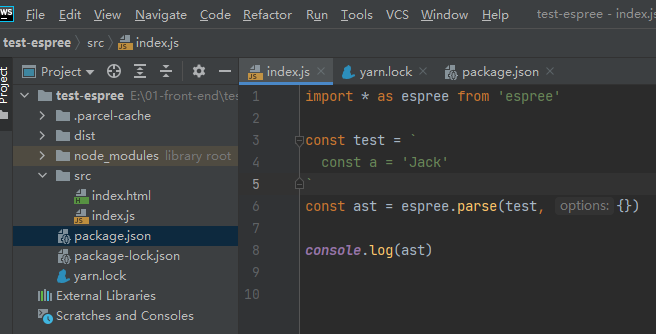 WS File Edit View Navigate Code Refactor Run Tools VCS Window Help test-espree - index.js
test-espree src JS index.js
Project
Project
test-espree E:\01-front-end\tes
.parcel-cache
dist
node_modules library root
src
H index.html
JS index.js
package.json
package-lock.json
yarn.lock
External Libraries
Scratches and Consoles
JS index.js yarn.lock package.json
1 import * as espree from 'espree'
2
3 const test = `
4 const a = 'Jack'
5 `
6 const ast = espree.parse(test, options: {})
7
8 console.log(ast)
9
10